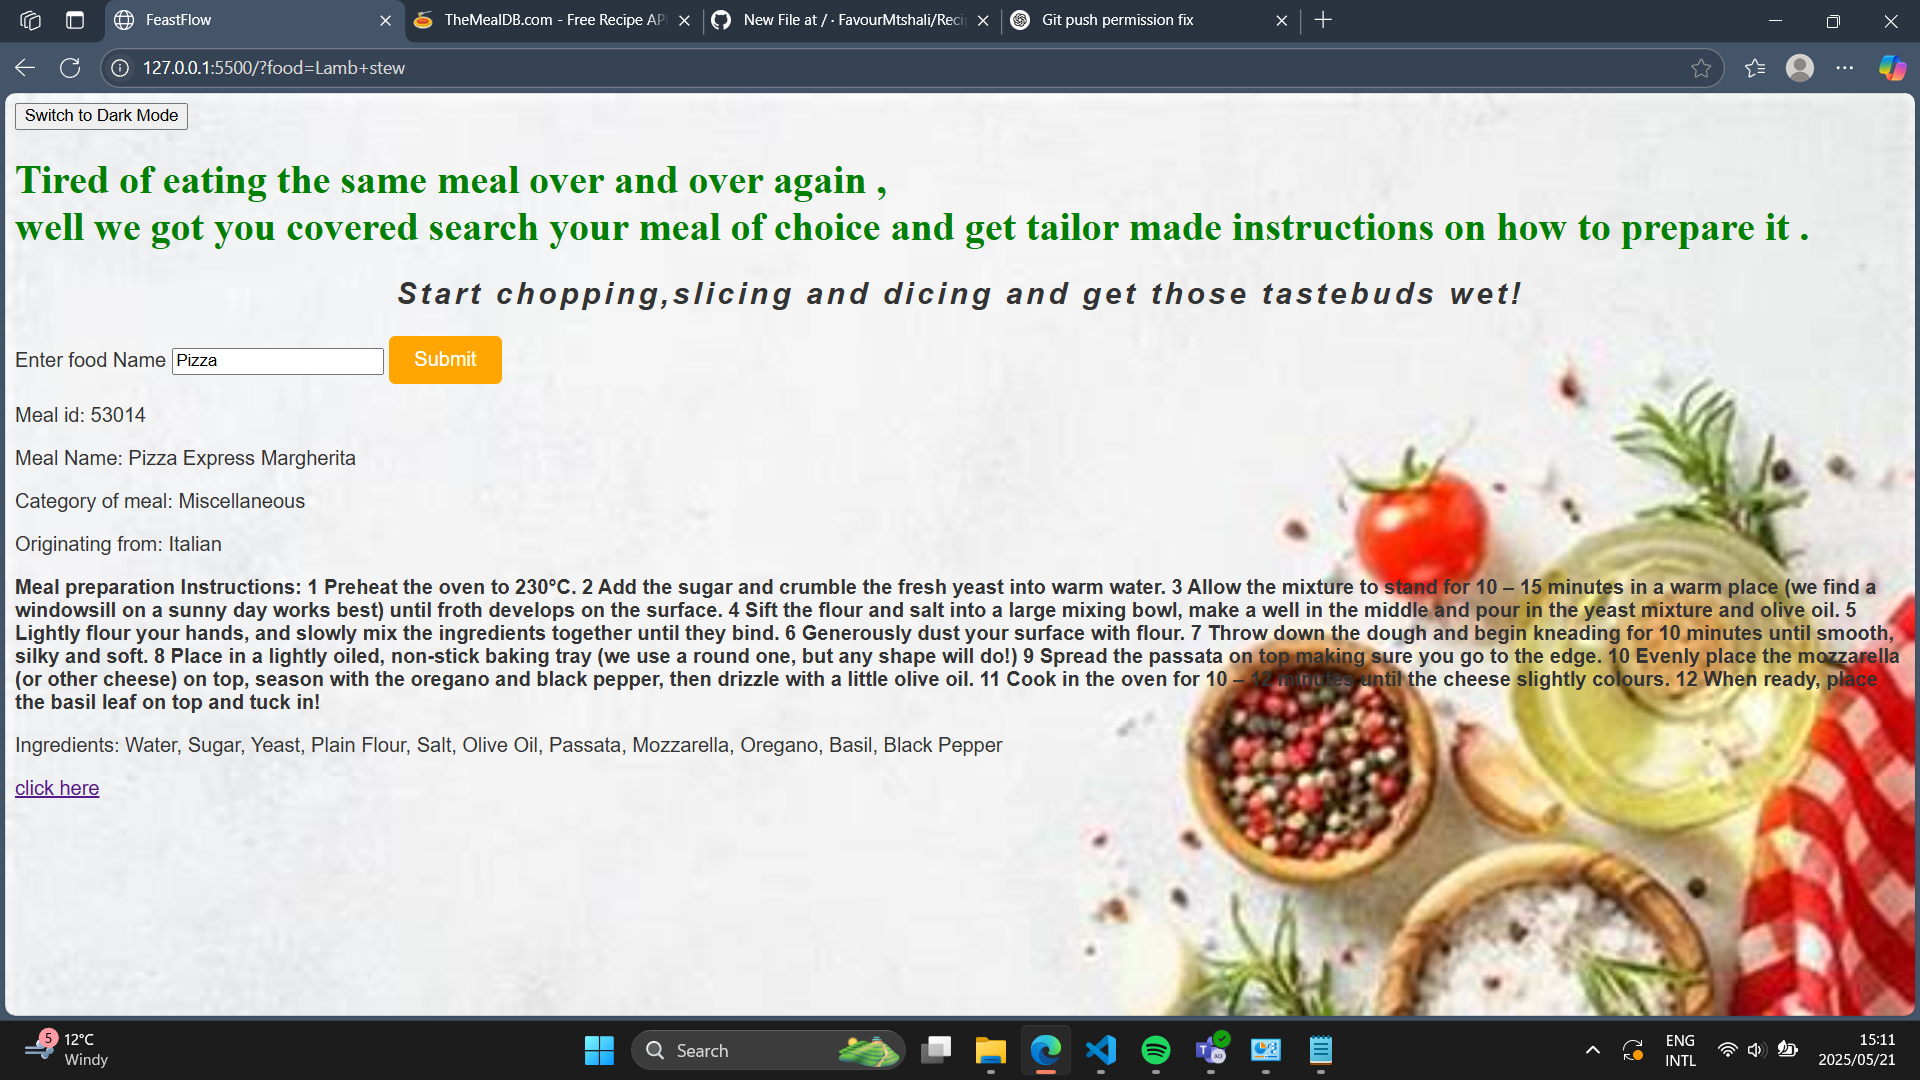 FeastFlow
TheMealDB.com - Free Recipe AP
New File at / · FavourMtshali/Reci
Git push permission fix
127.0.0.1:5500/?food=Lamb+stew
Switch to Dark Mode
Tired of eating the same meal over and over again ,
well we got you covered search your meal of choice and get tailor made instructions on how to prepare it .
Start chopping,slicing and dicing and get those tastebuds wet!
Enter food Name Pizza Submit
Meal id: 53014
Meal Name: Pizza Express Margherita
Category of meal: Miscellaneous
Originating from: Italian
Meal preparation Instructions: 1 Preheat the oven to 230°C. 2 Add the sugar and crumble the fresh yeast into warm water. 3 Allow the mixture to stand for 10 – 15 minutes in a warm place (we find a
windowsill on a sunny day works best) until froth develops on the surface. 4 Sift the flour and salt into a large mixing bowl, make a well in the middle and pour in the yeast mixture and olive oil. 5
Lightly flour your hands, and slowly mix the ingredients together until they bind. 6 Generously dust your surface with flour. 7 Throw down the dough and begin kneading for 10 minutes until smooth,
silky and soft. 8 Place in a lightly oiled, non-stick baking tray (we use a round one, but any shape will do!) 9 Spread the passata on top making sure you go to the edge. 10 Evenly place the mozzarella
(or other cheese) on top, season with the oregano and black pepper, then drizzle with a little olive oil. 11 Cook in the oven for 10 – 12 minutes until the cheese slightly colours. 12 When ready, place
the basil leaf on top and tuck in!
Ingredients: Water, Sugar, Yeast, Plain Flour, Salt, Olive Oil, Passata, Mozzarella, Oregano, Basil, Black Pepper
click here
5
12°C
Windy
Search
ENG
INTL
15:11
2025/05/21